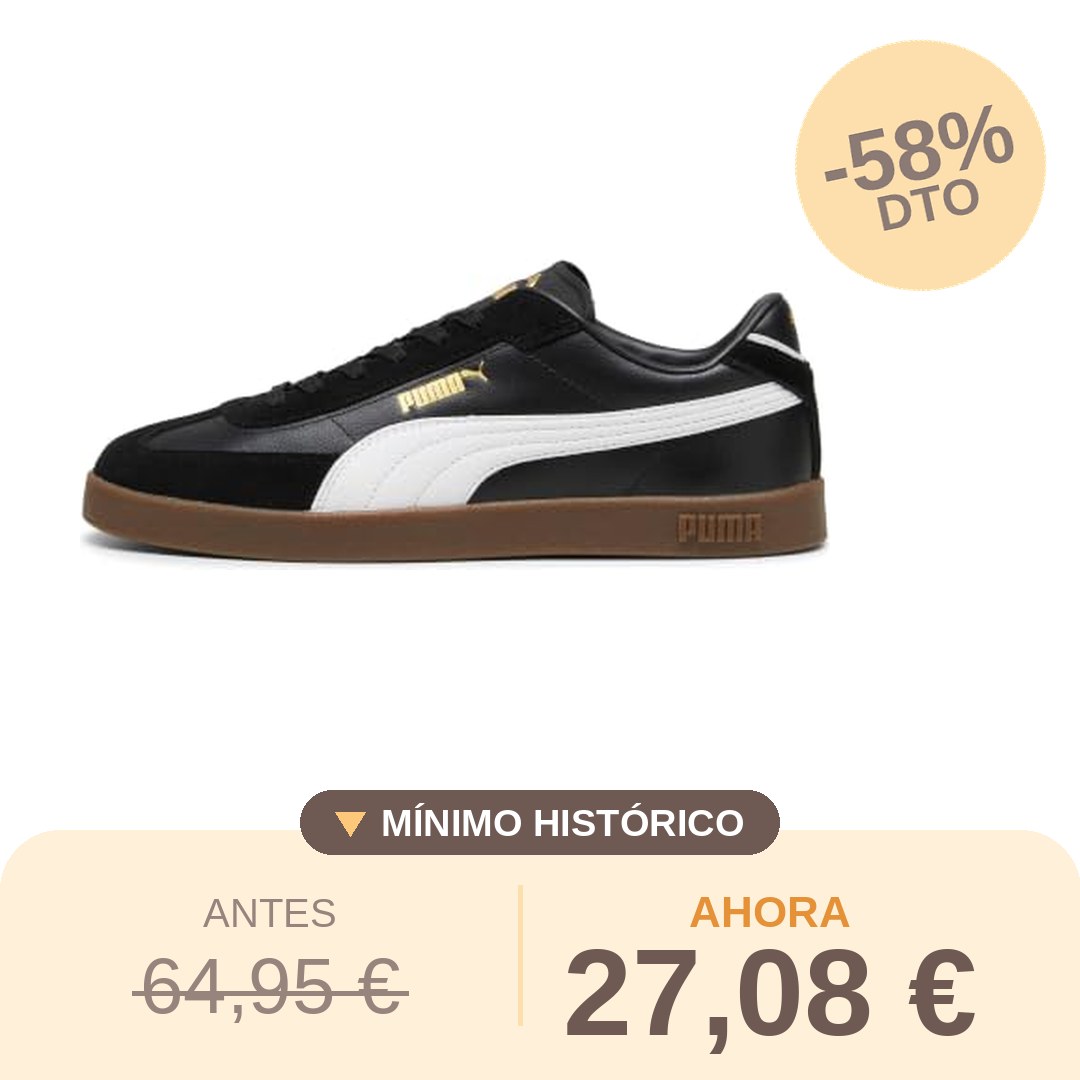 -58%
DTO
PUMA
PUMA
MÍNIMO HISTÓRICO
ANTES
64,95 €
AHORA
27,08 €